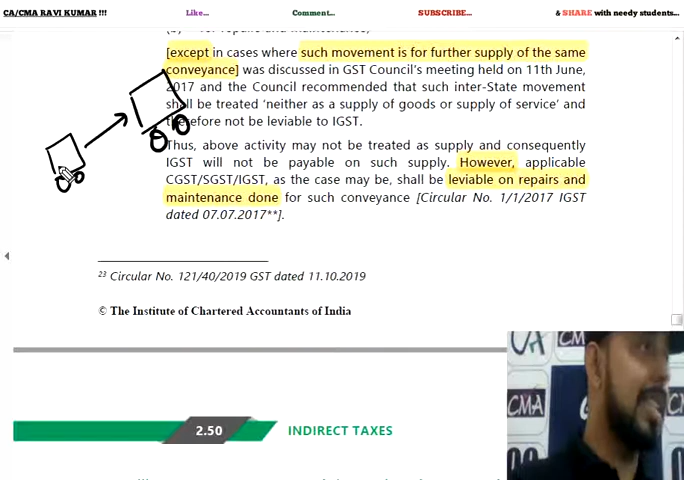 CA/CMA RAVI KUMAR !!! Like... Comment... SUBSCRIBE... & SHARE with needy students...
[except in cases where such movement is for further supply of the same
conveyance] was discussed in GST Council's meeting held on 11th June,
2017 and the Council recommended that such inter-State movement
shall be treated 'neither as a supply of goods or supply of service' and
therefore not be leviable to IGST.
Thus, above activity may not be treated as supply and consequently
IGST will not be payable on such supply. However, applicable
CGST/SGST/IGST, as the case may be, shall be leviable on repairs and
maintenance done for such conveyance [Circular No. 1/1/2017 IGST
dated 07.07.2017**].
23 Circular No. 121/40/2019 GST dated 11.10.2019
© The Institute of Chartered Accountants of India
CMA
CMA
2.50 INDIRECT TAXES